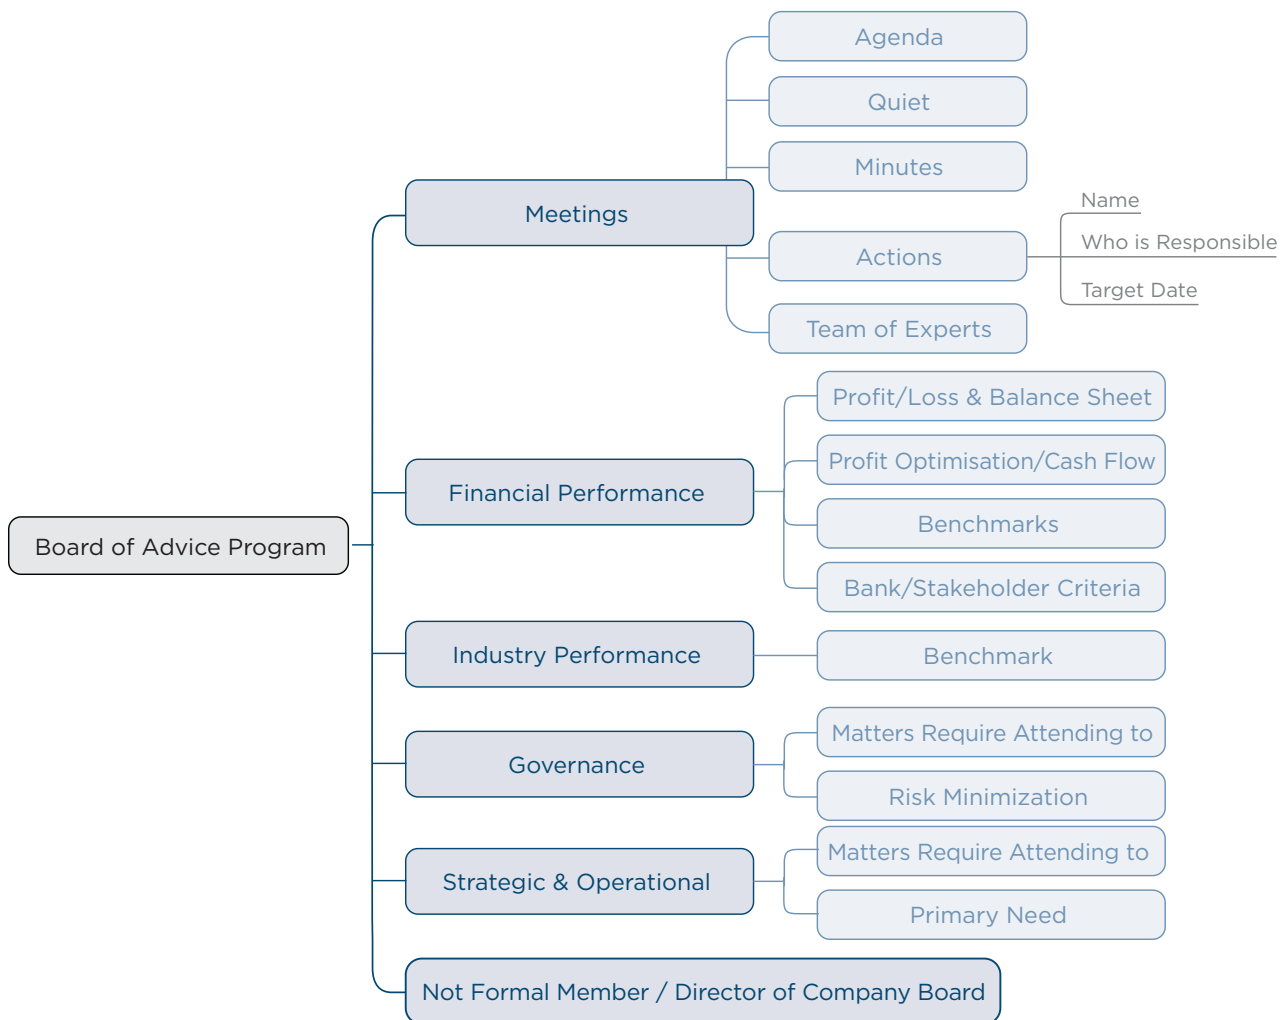 Board of Advice Program
Meetings
Agenda
Quiet
Minutes
Actions
Name
Who is Responsible
Target Date
Team of Experts
Financial Performance
Profit/Loss & Balance Sheet
Profit Optimisation/Cash Flow
Benchmarks
Bank/Stakeholder Criteria
Industry Performance
Benchmark
Governance
Matters Require Attending to
Risk Minimization
Strategic & Operational
Matters Require Attending to
Primary Need
Not Formal Member / Director of Company Board